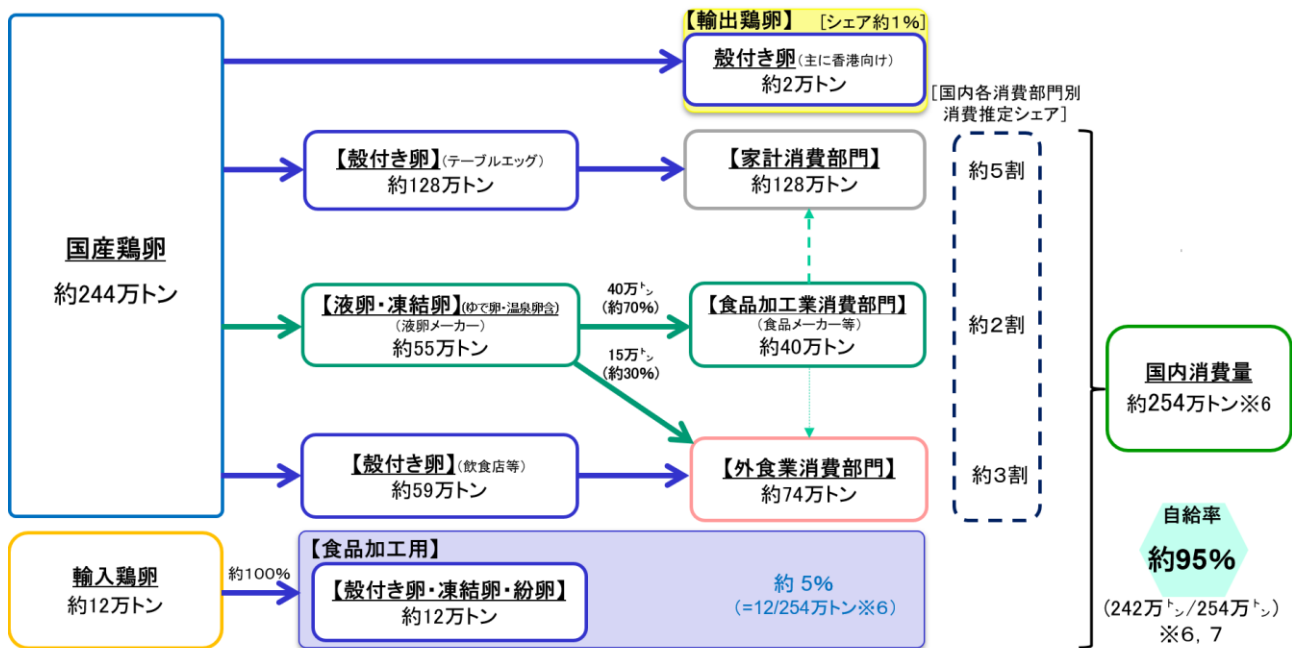 【輸出鶏卵】 [シェア約1%]
殻付き卵(主に香港向け)
約2万トン
[国内各消費部門別
消費推定シェア]
【殻付き卵】(テーブルエッグ)
約128万トン
【家計消費部門】
約128万トン
約5割
国産鶏卵
約244万トン
【液卵・凍結卵】(ゆで卵・温泉卵含)
(液卵メーカー)
約55万トン
40万㌧
(約70%)
15万㌧
(約30%)
【食品加工業消費部門】
(食品メーカー等)
約40万トン
約2割
国内消費量
約254万トン※6
【殻付き卵】(飲食店等)
約59万トン
【外食業消費部門】
約74万トン
約3割
自給率
約95%
(242万㌧/254万㌧)
※6, 7
輸入鶏卵
約12万トン
約100%
【食品加工用】
【殻付き卵・凍結卵・紛卵】
約12万トン
約 5%
(=12/254万トン※6)